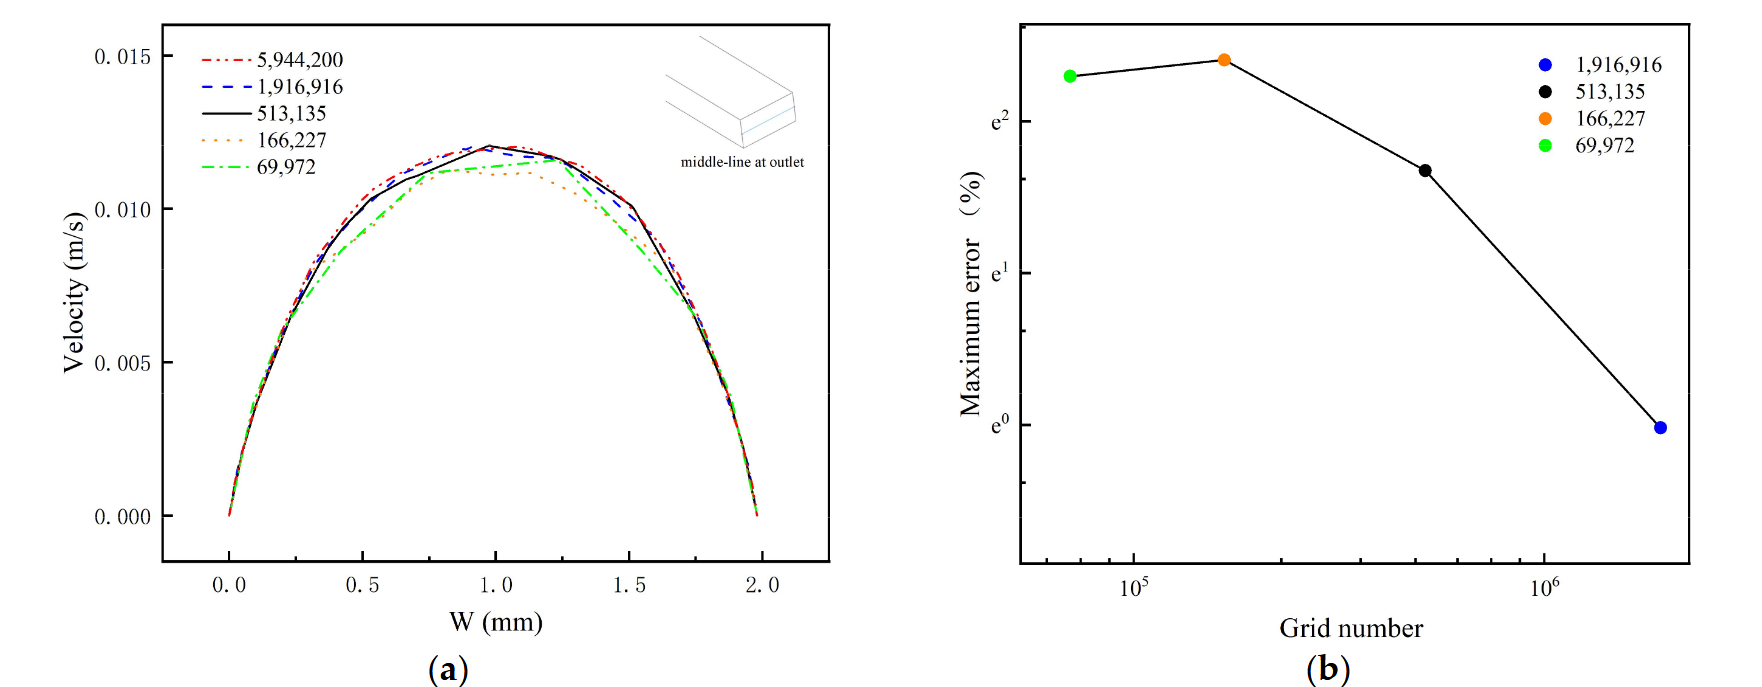 0.015
0.010
0.005
0.000
Velocity (m/s)
5,944,200
1,916,916
513,135
166,227
69,972
middle-line at outlet
0.0 0.5 1.0 1.5 2.0
W (mm)
(a)
e²
e¹
e⁰
Maximum error (%)
1,916,916
513,135
166,227
69,972
10⁵ 10⁶
Grid number
(b)